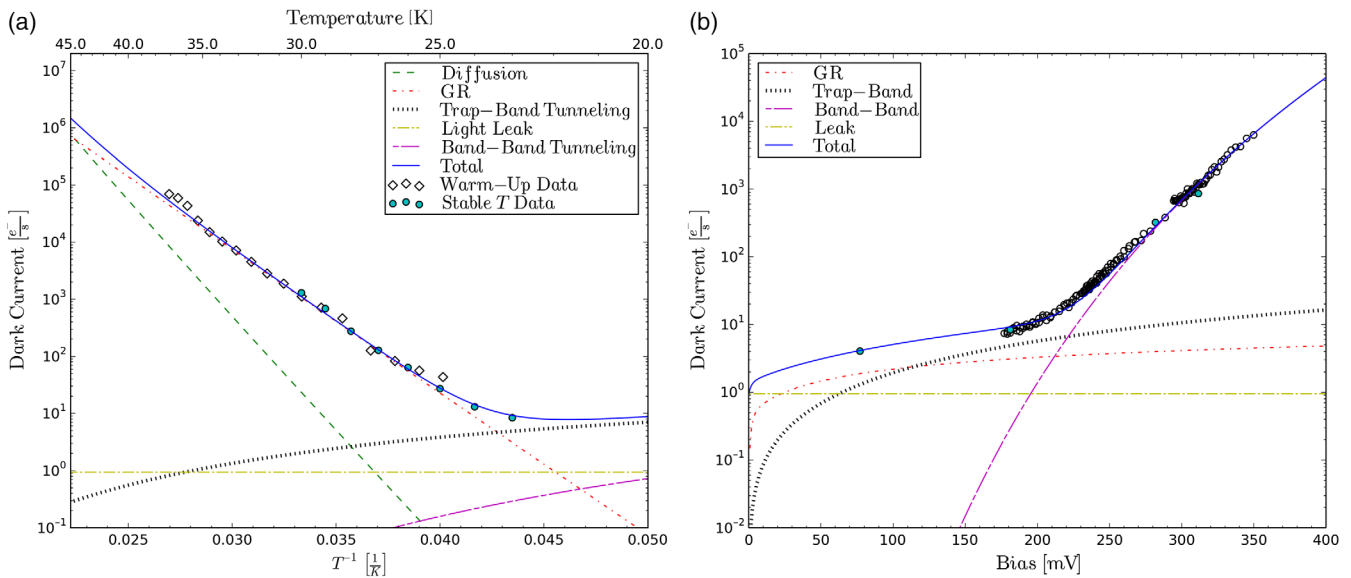 (a)
Temperature [K]
45.0 40.0 35.0 30.0 25.0 20.0
10^7
10^6
10^5
10^4
10^3
10^2
10^1
10^0
10^-1
Dark Current [e^-/s]
Diffusion
GR
Trap−Band Tunneling
Light Leak
Band−Band Tunneling
Total
Warm−Up Data
Stable T Data
0.025 0.030 0.035 0.040 0.045 0.050
T^-1 [1/K]
(b)
10^5
10^4
10^3
10^2
10^1
10^0
10^-1
10^-2
Dark Current [e^-/s]
GR
Trap−Band
Band−Band
Leak
Total
0 50 100 150 200 250 300 350 400
Bias [mV]